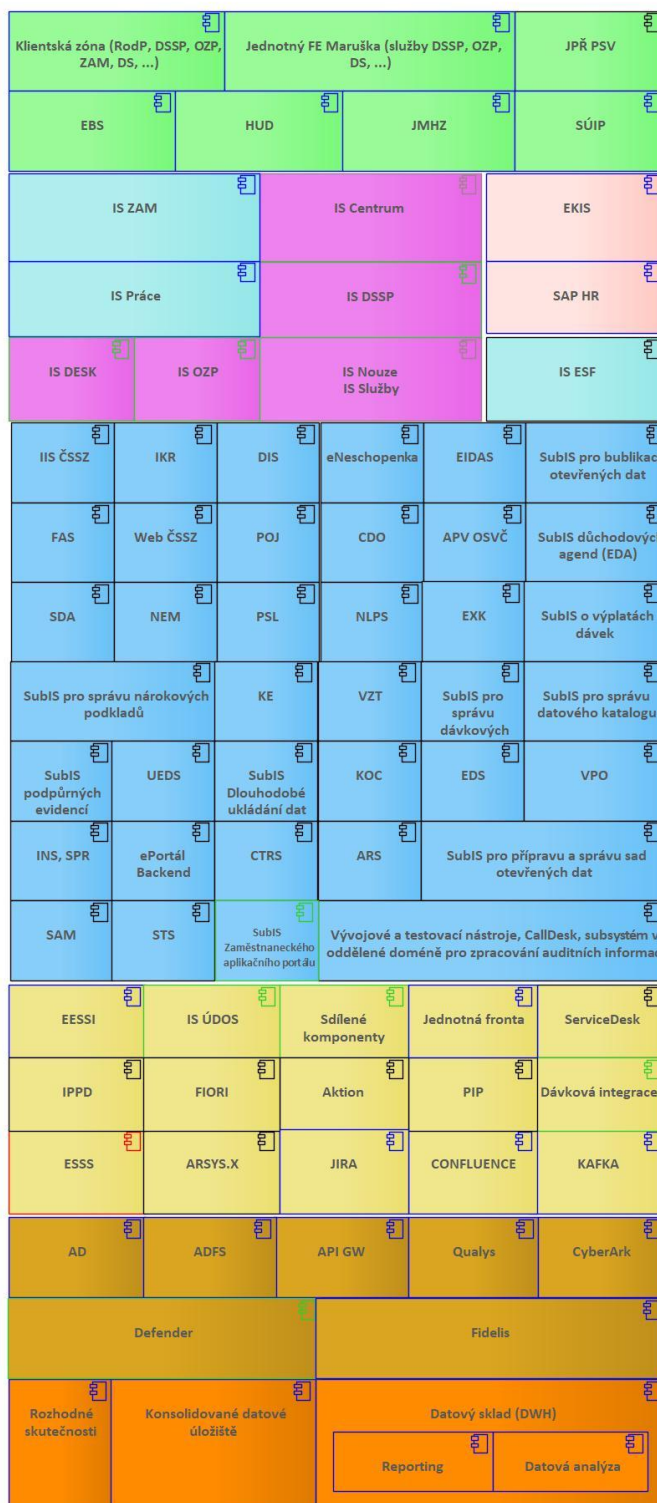 Klientská zóna (RodP, DSSP, OZP,
ZAM, DS, ...)
Jednotný FE Maruška (služby DSSP, OZP,
DS, ...)
JPŘ PSV
EBS
HUD
JMHZ
SÚIP
IS ZAM
IS Centrum
EKIS
IS Práce
IS DSSP
SAP HR
IS DESK
IS OZP
IS Nouze
IS Služby
IS ESF
IIS ČSSZ
IKR
DIS
eNeschopenka
EIDAS
SubIS pro bublikac
otevřených dat
FAS
Web ČSSZ
POJ
CDO
APV OSVČ
SubIS důchodovýc
agend (EDA)
SDA
NEM
PSL
NLPS
EXK
SubIS o výplatách
dávek
SubIS pro správu nárokových
podkladů
KE
VZT
SubIS pro
správu
dávkových
SubIS pro správu
datového katalogu
SubIS
podpůrných
evidencí
UEDS
SubIS
Dlouhodobé
ukládání dat
KOC
EDS
VPO
INS, SPR
ePortál
Backend
CTRS
ARS
SubIS pro přípravu a správu sad
otevřených dat
SAM
STS
SubIS
Zaměstnaneckého
aplikačního portálu
Vývojové a testovací nástroje, CallDesk, subsystém v
oddělené doméně pro zpracování auditních informac
EESSI
IS ÚDOS
Sdílené
komponenty
Jednotná fronta
ServiceDesk
IPPD
FIORI
Aktion
PIP
Dávková integrace
ESSS
ARSYS.X
JIRA
CONFLUENCE
KAFKA
AD
ADFS
API GW
Qualys
CyberArk
Defender
Fidelis
Rozhodné
skutečnosti
Konsolidované datové
úložiště
Datový sklad (DWH)
Reporting
Datová analýza